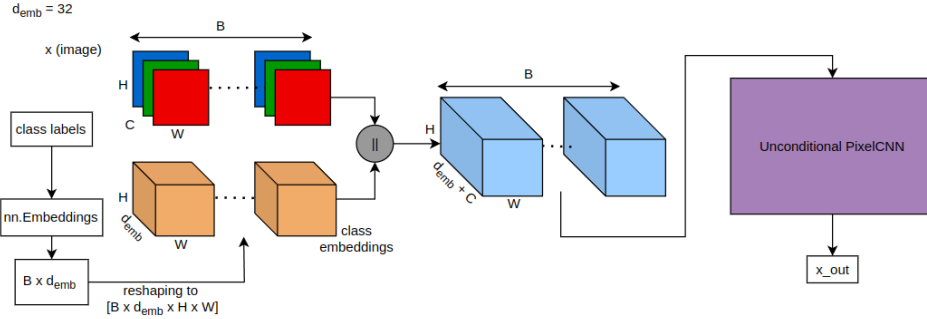 d_emb = 32
x (image)
B
H
C
W
class labels
nn.Embeddings
B x d_emb
reshaping to
[B x d_emb x H x W]
H
d_emb
W
class
embeddings
||
B
H
d_emb + C
W
Unconditional PixelCNN
x_out